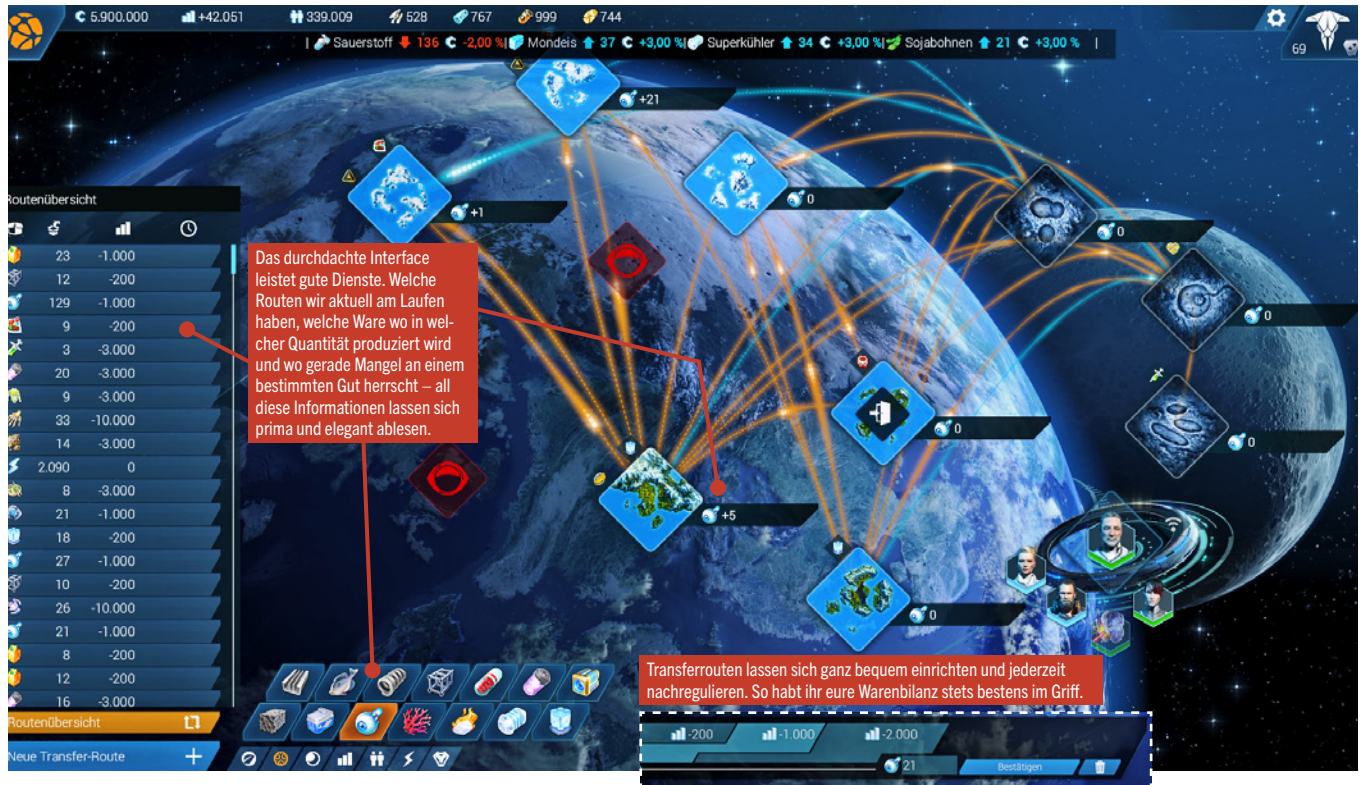 5.900.000 +42.051 339.009 528 767 999 744
| Sauerstoff 136 -2,00 %| Mondeis 37 +3,00 %| Superkühler 34 +3,00 %| Sojabohnen 21 +3,00 % |
69
+21
+1
0
0
0
0
+5
0
0
Routenübersicht
23 -1.000
12 -200
129 -1.000
9 -200
3 -3.000
20 -3.000
9 -3.000
33 -10.000
14 -3.000
2.090 0
8 -3.000
21 -1.000
18 -200
27 -1.000
10 -200
26 -10.000
21 -1.000
8 -200
12 -200
16 -3.000
Routenübersicht
Neue Transfer-Route
Das durchdachte Interface
leistet gute Dienste. Welche
Routen wir aktuell am Laufen
haben, welche Ware wo in wel-
cher Quantität produziert wird
und wo gerade Mangel an einem
bestimmten Gut herrscht – all
diese Informationen lassen sich
prima und elegant ablesen.
Transferrouten lassen sich ganz bequem einrichten und jederzeit
nachregulieren. So habt ihr eure Warenbilanz stets bestens im Griff.
-200 -1.000 -2.000
21 Bestätigen